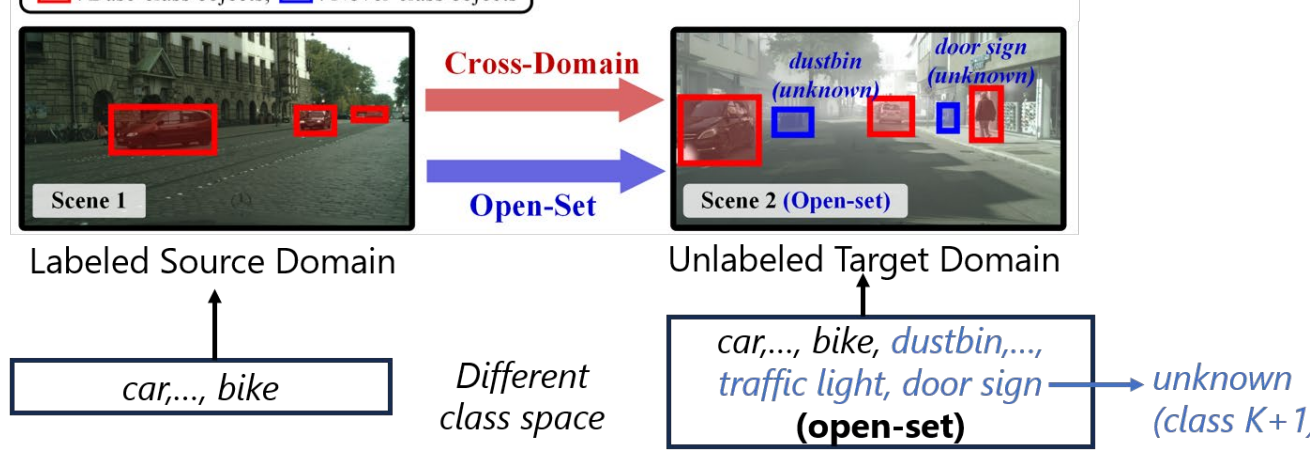 Cross-Domain
Open-Set
Scene 1
dustbin
(unknown)
door sign
(unknown)
Scene 2 (Open-set)
Labeled Source Domain
Unlabeled Target Domain
car,..., bike
Different
class space
car,..., bike, dustbin,...,
traffic light, door sign
(open-set)
unknown
(class K+1)